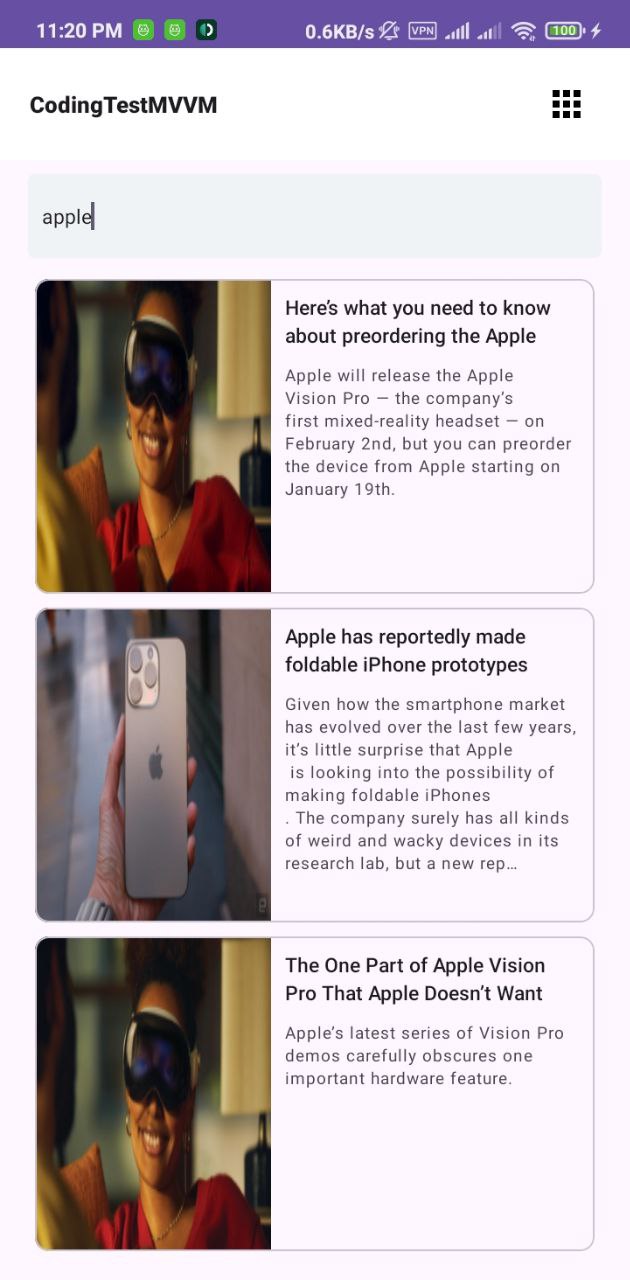 11:20 PM 0.6KB/s VPN 100
CodingTestMVVM
apple
Here’s what you need to know
about preordering the Apple
Apple will release the Apple
Vision Pro — the company’s
first mixed-reality headset — on
February 2nd, but you can preorder
the device from Apple starting on
January 19th.
Apple has reportedly made
foldable iPhone prototypes
Given how the smartphone market
has evolved over the last few years,
it’s little surprise that Apple
is looking into the possibility of
making foldable iPhones
. The company surely has all kinds
of weird and wacky devices in its
research lab, but a new rep…
The One Part of Apple Vision
Pro That Apple Doesn’t Want
Apple’s latest series of Vision Pro
demos carefully obscures one
important hardware feature.